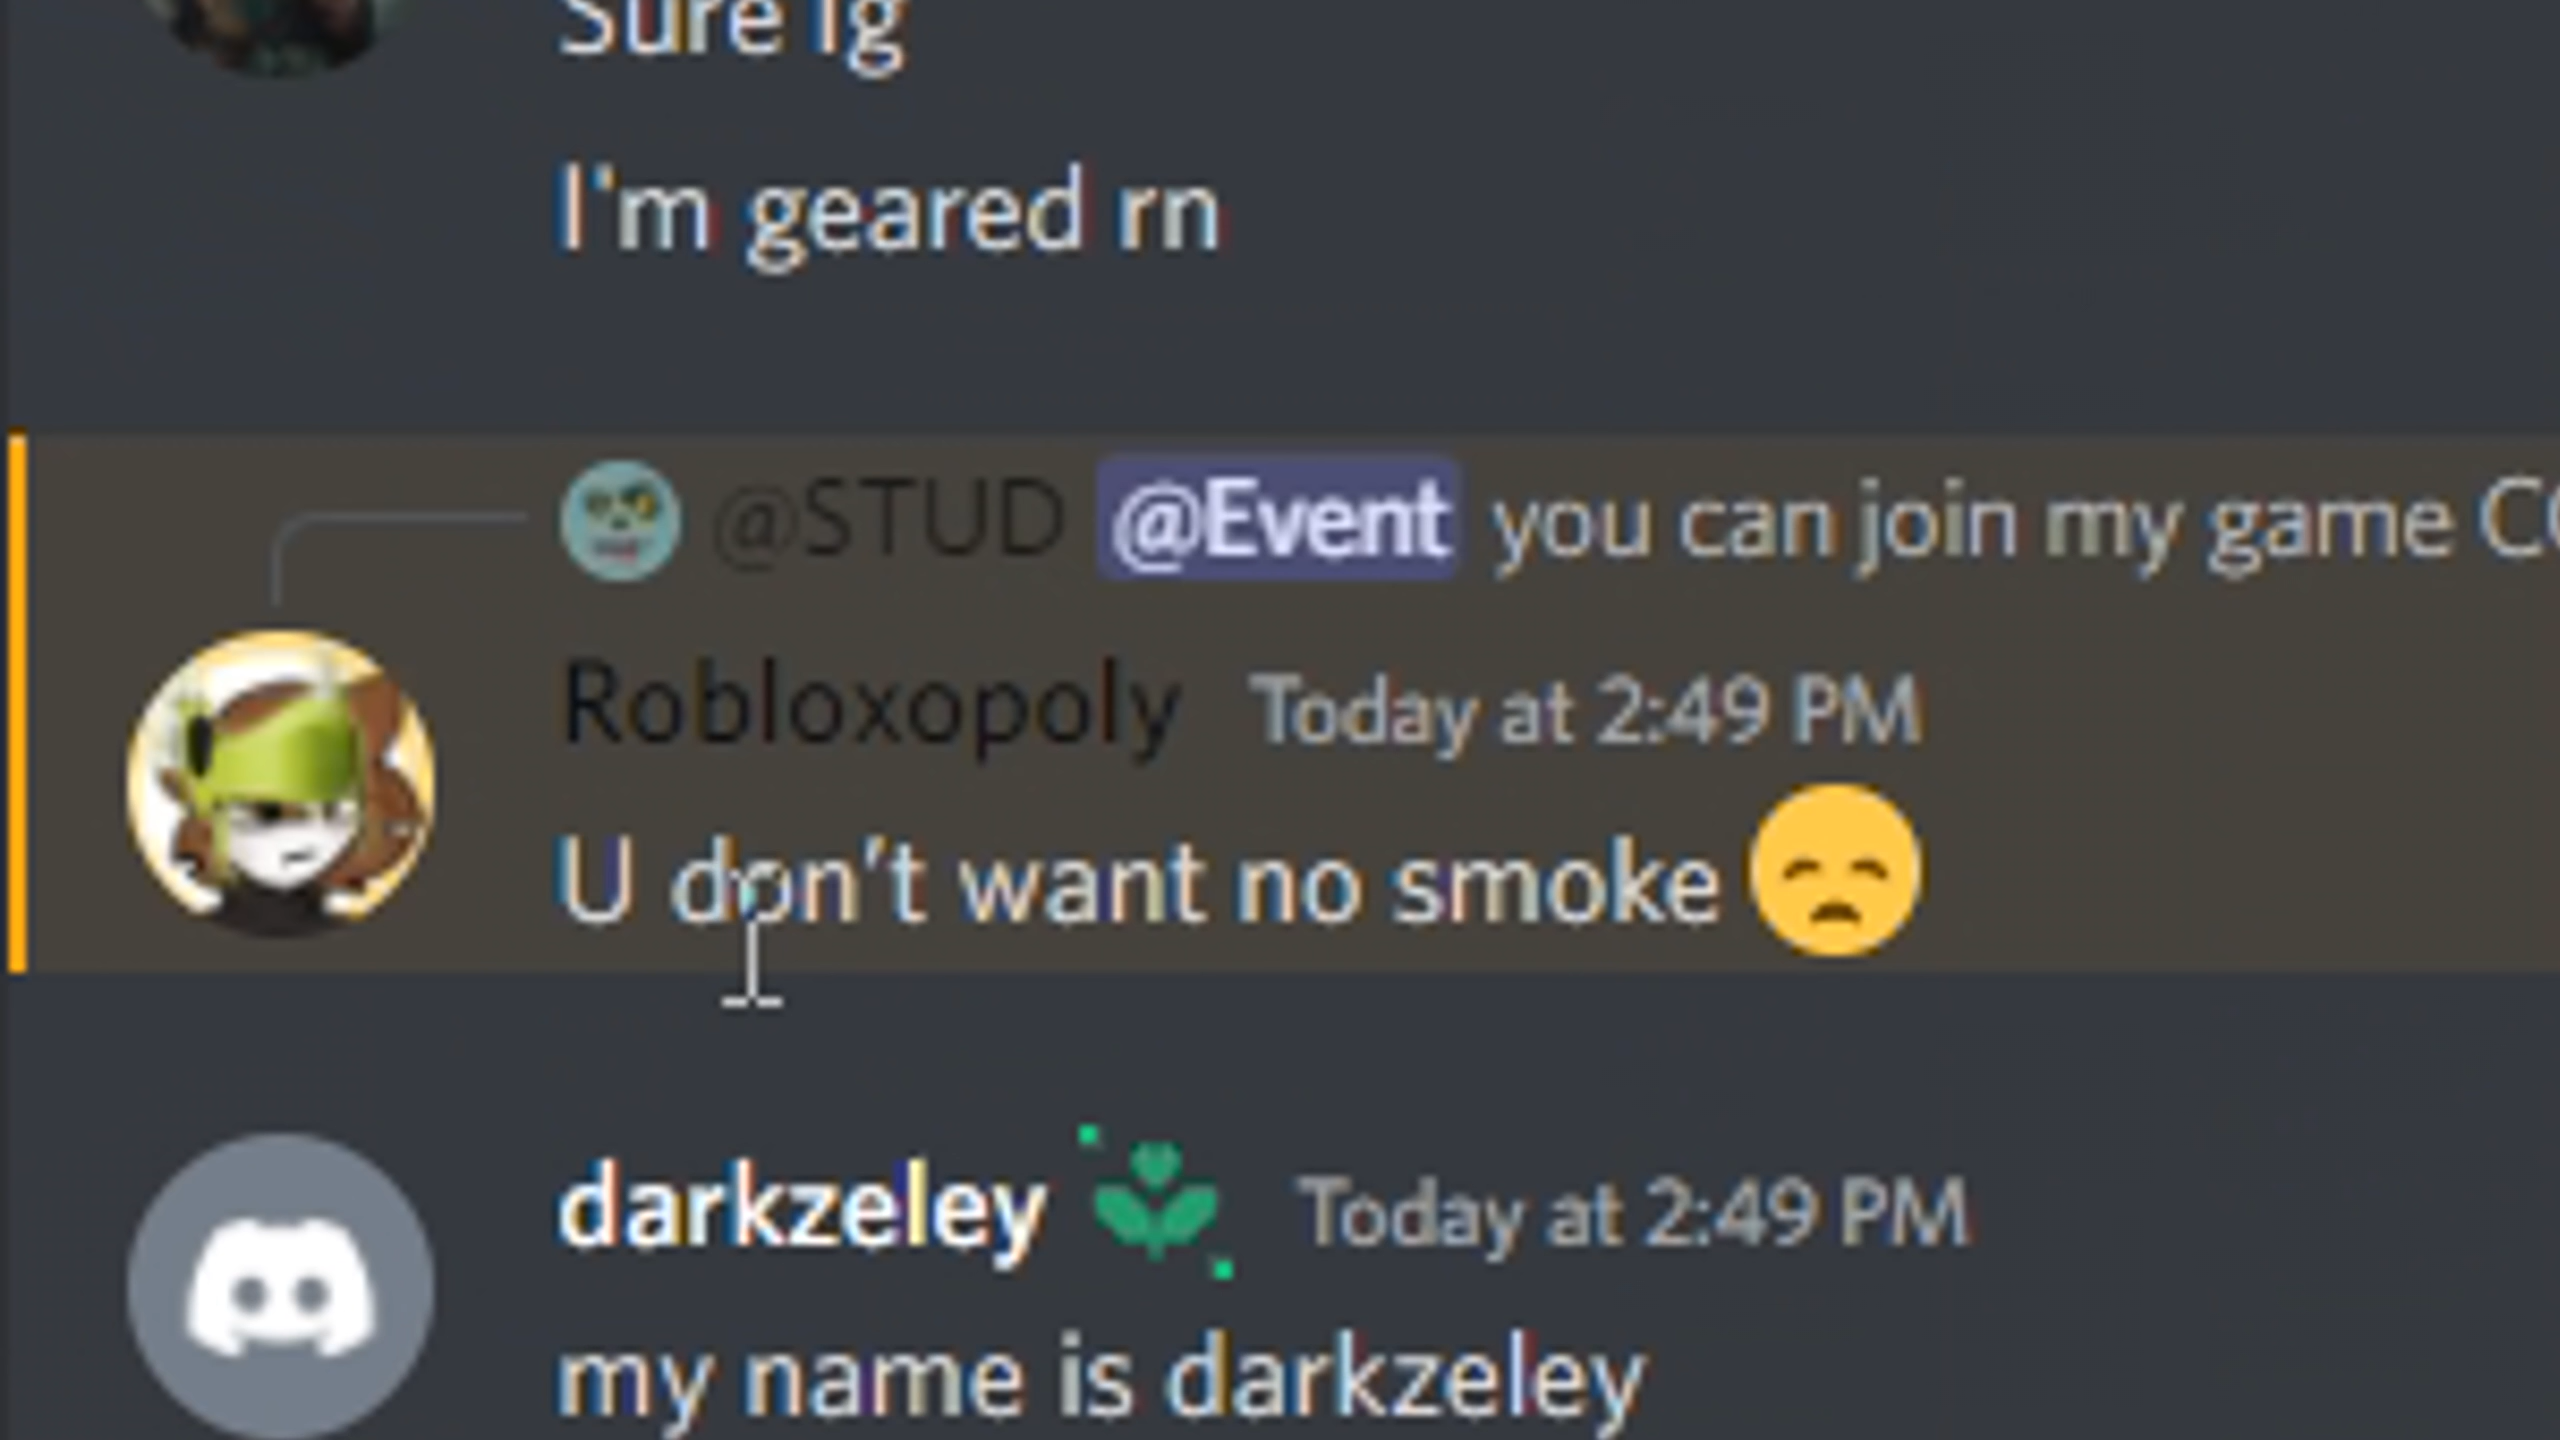 Sure ig
I'm geared rn
@STUD @Event you can join my game
Robloxopoly Today at 2:49 PM
U don't want no smoke 😞
darkzeley Today at 2:49 PM
my name is darkzeley